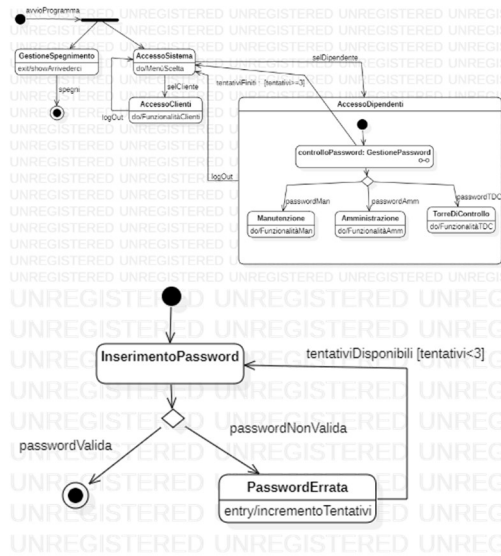 avvioProgramma
GestioneSpegnimento
exit/showArrivederci
spegni
AccessoSistema
do/MenùScelta
selDipendente
tentativiFiniti [tentativi>=3]
selCliente
AccessoClienti
do/FunzionalitàClienti
logOut
logOut
AccessoDipendenti
controlloPassword: GestionePassword
passwordMan
passwordAmm
passwordTDC
Manutenzione
do/FunzionalitàMan
Amministrazione
do/FunzionalitàAmm
TorreDiControllo
do/FunzionalitàTDC
UNREGISTERED UNREGISTERED UNREG
InserimentoPassword
tentativiDisponibili [tentativi<3]
passwordValida
passwordNonValida
PasswordErrata
entry/incrementoTentativi